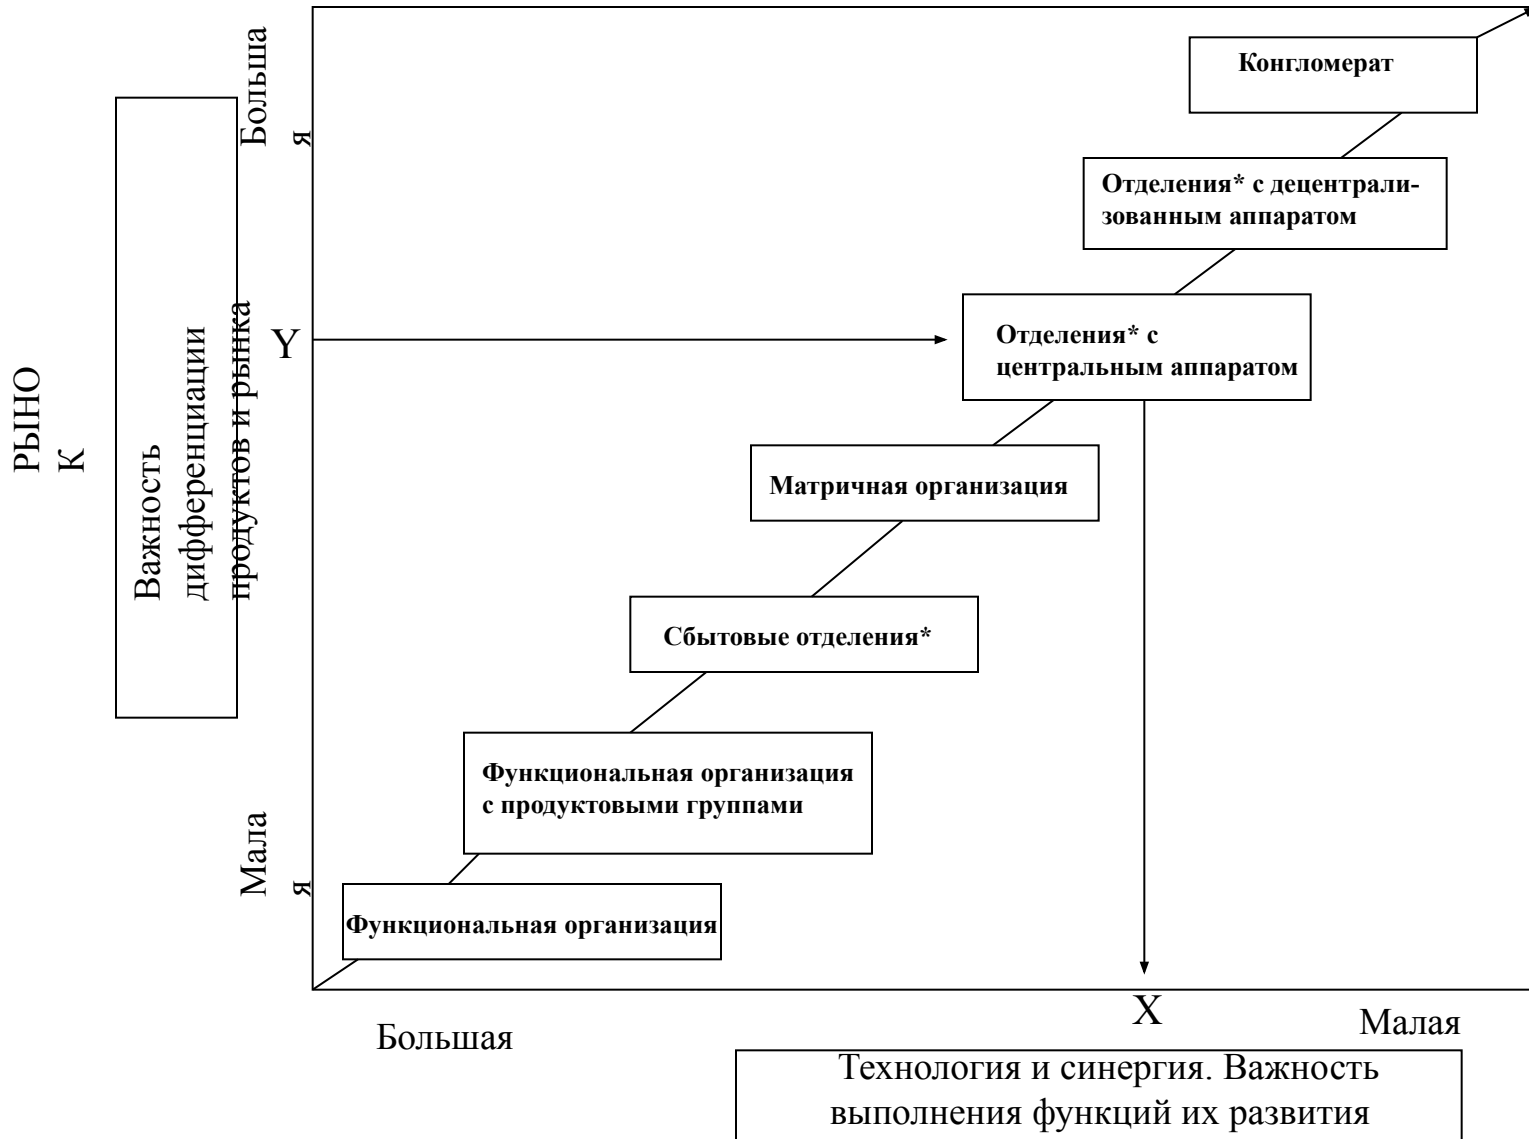 РЫНО
К
Важность
дифференциации
продуктов и рынка
Больша
я
Y
Мала
я
Конгломерат
Отделения* с децентрали-
зованным аппаратом
Отделения* с
центральным аппаратом
Матричная организация
Сбытовые отделения*
Функциональная организация
с продуктовыми группами
Функциональная организация
Большая
X
Малая
Технология и синергия. Важность
выполнения функций их развития